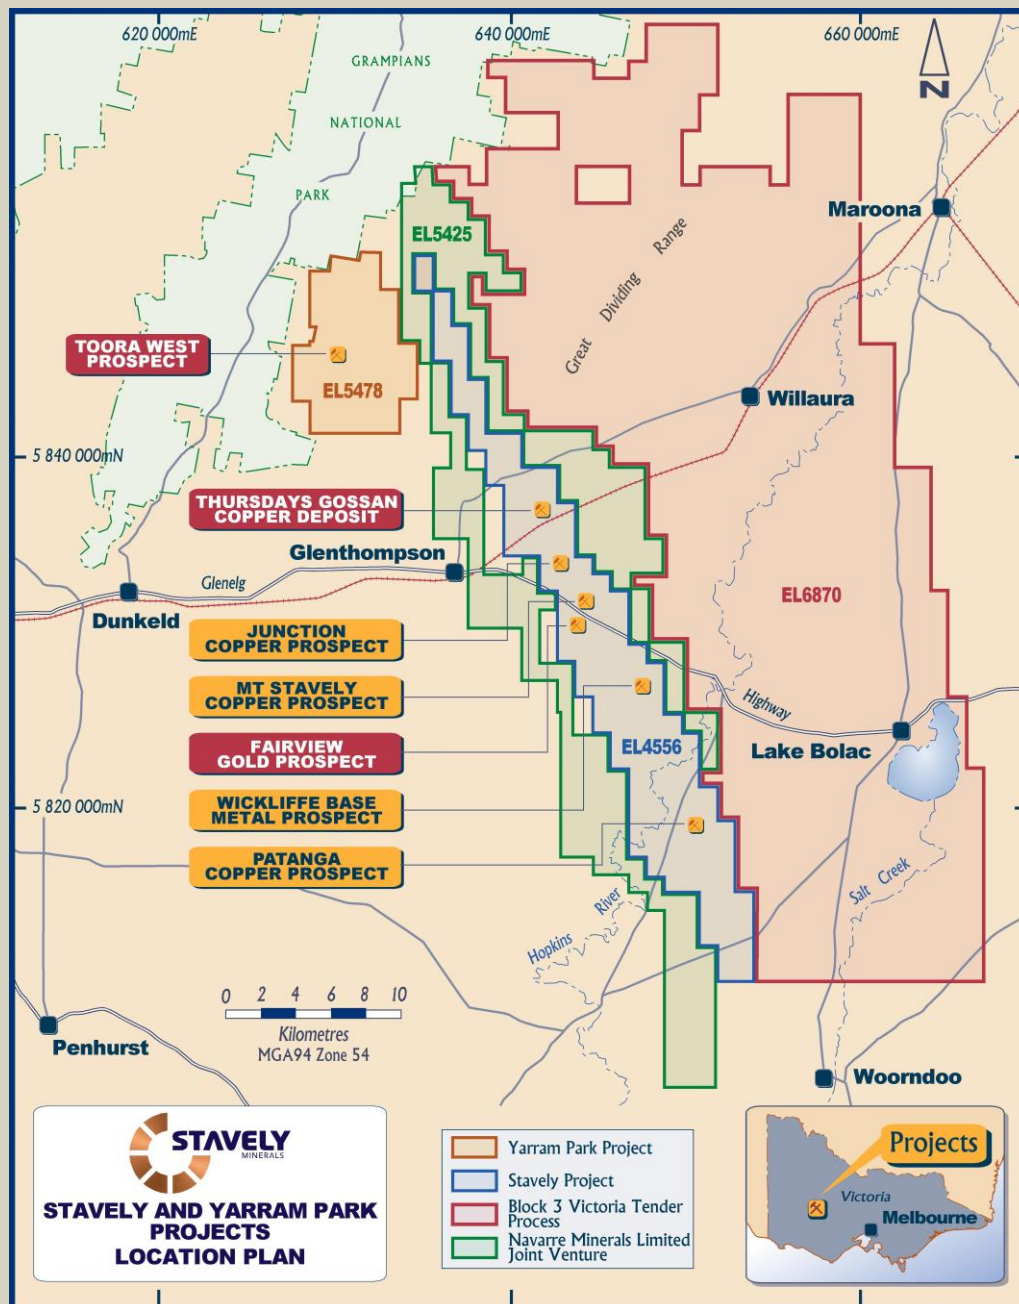 620 000mE
640 000mE
660 000mE
GRAMPIANS
NATIONAL
PARK
N
Maroona
EL5425
Great Dividing Range
TOORA WEST
PROSPECT
EL5478
Willaura
5 840 000mN
THURSDAYS GOSSAN
COPPER DEPOSIT
Glenthompson
Glenelg
Highway
Dunkeld
EL6870
JUNCTION
COPPER PROSPECT
MT STAVELY
COPPER PROSPECT
FAIRVIEW
GOLD PROSPECT
EL4556
Lake Bolac
WICKLIFFE BASE
METAL PROSPECT
5 820 000mN
PATANGA
COPPER PROSPECT
Salt Creek
Hopkins River
0 2 4 6 8 10
Kilometres
MGA94 Zone 54
Penhurst
Woorndoo
STAVELY
MINERALS
STAVELY AND YARRAM PARK
PROJECTS
LOCATION PLAN
Yarram Park Project
Stavely Project
Block 3 Victoria Tender
Process
Navarre Minerals Limited
Joint Venture
Projects
Victoria
Melbourne